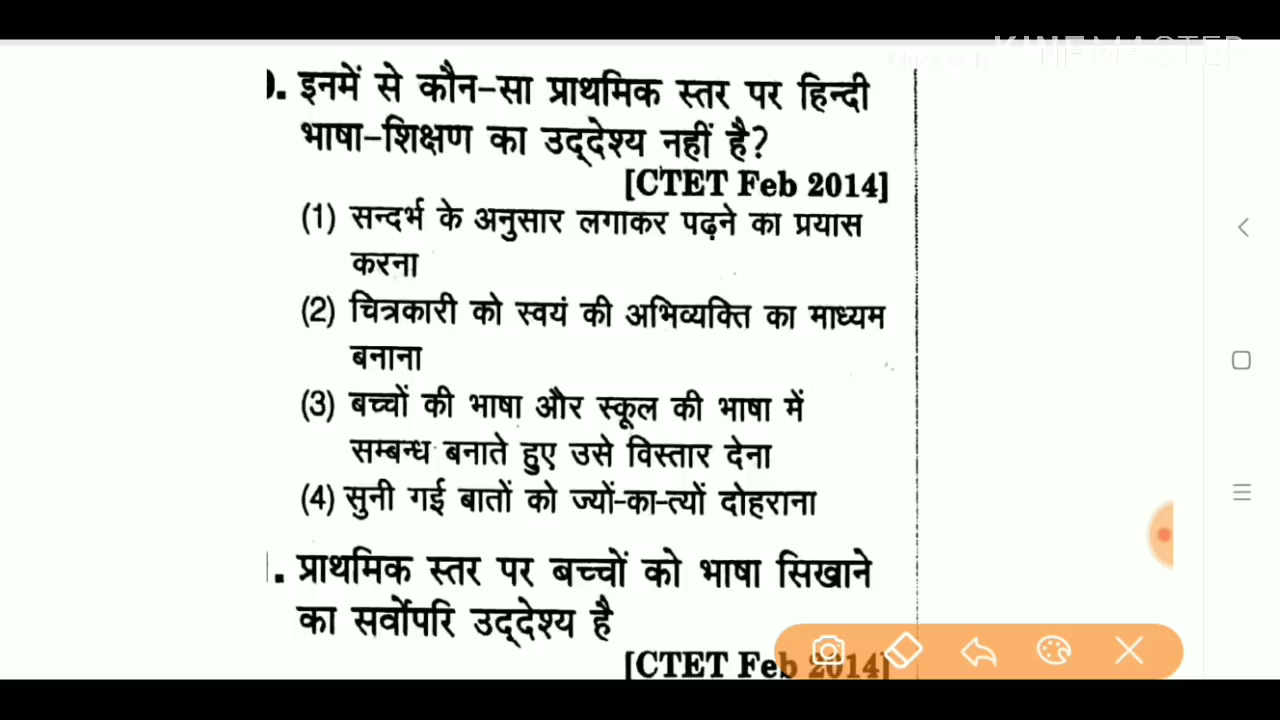 KINEMASTER
). इनमें से कौन-सा प्राथमिक स्तर पर हिन्दी
भाषा-शिक्षण का उद्देश्य नहीं है?
[CTET Feb 2014]
(1) सन्दर्भ के अनुसार लगाकर पढ़ने का प्रयास
करना
(2) चित्रकारी को स्वयं की अभिव्यक्ति का माध्यम
बनाना
(3) बच्चों की भाषा और स्कूल की भाषा में
सम्बन्ध बनाते हुए उसे विस्तार देना
(4) सुनी गई बातों को ज्यों-का-त्यों दोहराना
. प्राथमिक स्तर पर बच्चों को भाषा सिखाने
का सर्वोपरि उद्देश्य है
[CTET Feb 2014]